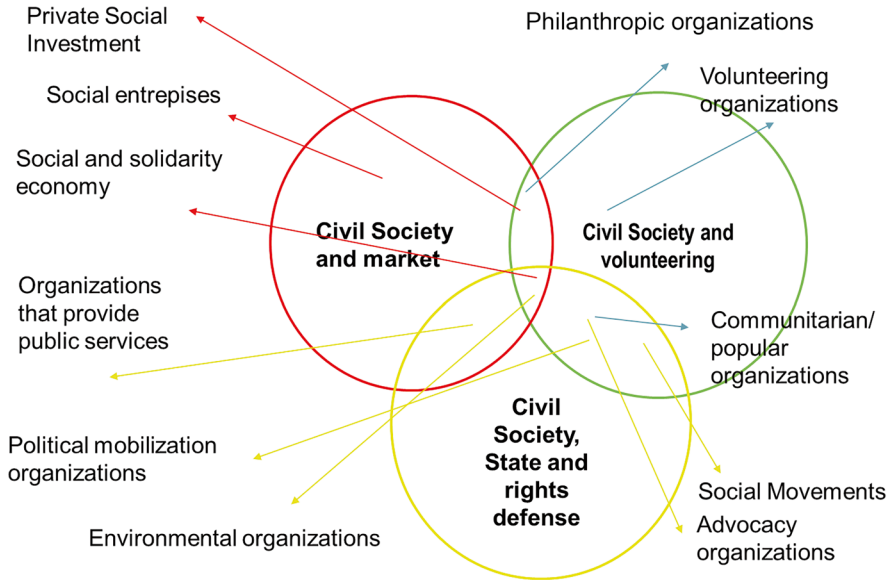 Private Social
Investment
Philanthropic organizations
Volunteering
organizations
Social entrepises
Social and solidarity
economy
Civil Society
and market
Civil Society and
volunteering
Organizations
that provide
public services
Communitarian/
popular
organizations
Civil
Society,
State and
rights
defense
Political mobilization
organizations
Social Movements
Advocacy
organizations
Environmental organizations